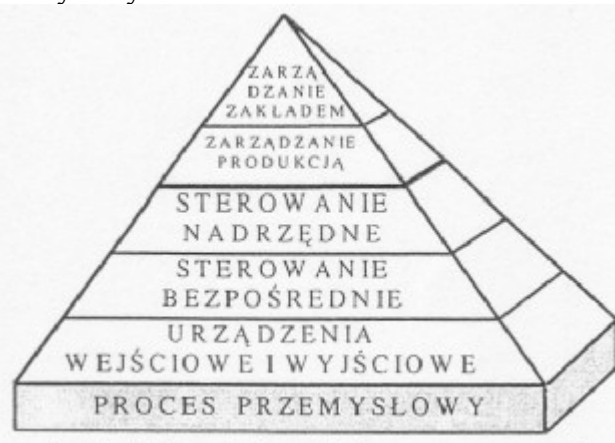 ZARZĄ
DZANIE
ZAKŁADEM
ZARZĄDZANIE
PRODUKCJĄ
STEROWANIE
NADRZĘDNE
STEROWANIE
BEZPOŚREDNIE
URZĄDZENIA
WEJŚCIOWE I WYJŚCIOWE
PROCES PRZEMYSŁOWY